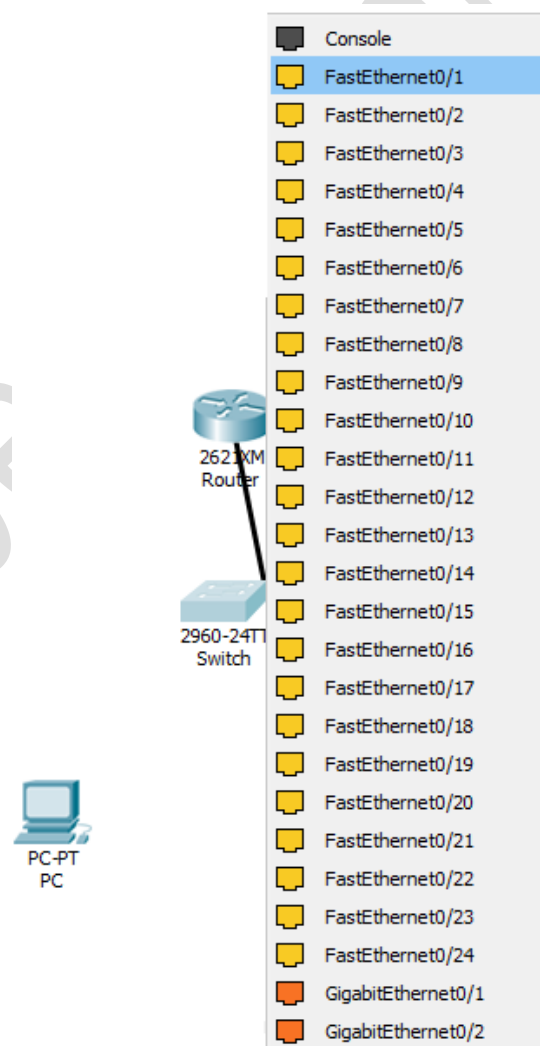 Console
FastEthernet0/1
FastEthernet0/2
FastEthernet0/3
FastEthernet0/4
FastEthernet0/5
FastEthernet0/6
FastEthernet0/7
FastEthernet0/8
FastEthernet0/9
FastEthernet0/10
FastEthernet0/11
FastEthernet0/12
FastEthernet0/13
FastEthernet0/14
FastEthernet0/15
FastEthernet0/16
FastEthernet0/17
FastEthernet0/18
FastEthernet0/19
FastEthernet0/20
FastEthernet0/21
FastEthernet0/22
FastEthernet0/23
FastEthernet0/24
GigabitEthernet0/1
GigabitEthernet0/2
2621XM
Router
2960-24TT
Switch
PC-PT
PC